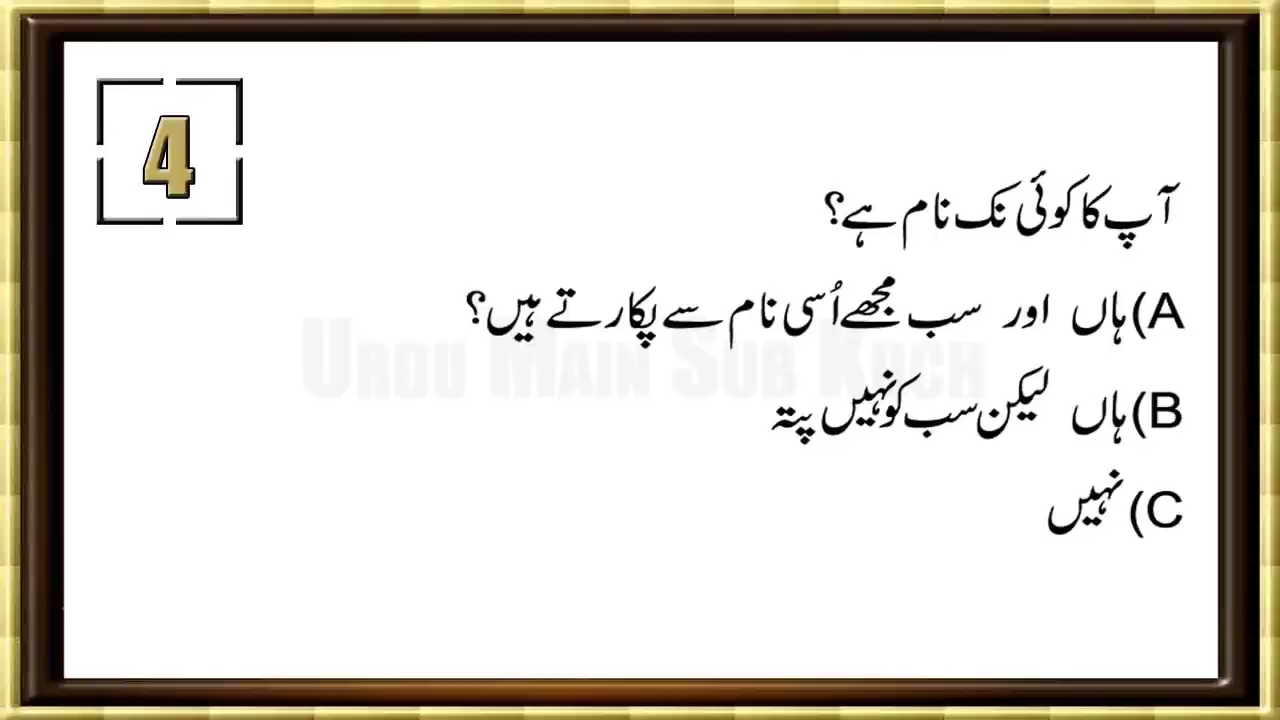 4
آپ کا کوئی نک نام ہے؟
A) ہاں اور سب مجھے اُسی نام سے پکارتے ہیں؟
URDU MAIN SUB KUCH
B) ہاں لیکن سب کو نہیں پتہ
C) نہیں